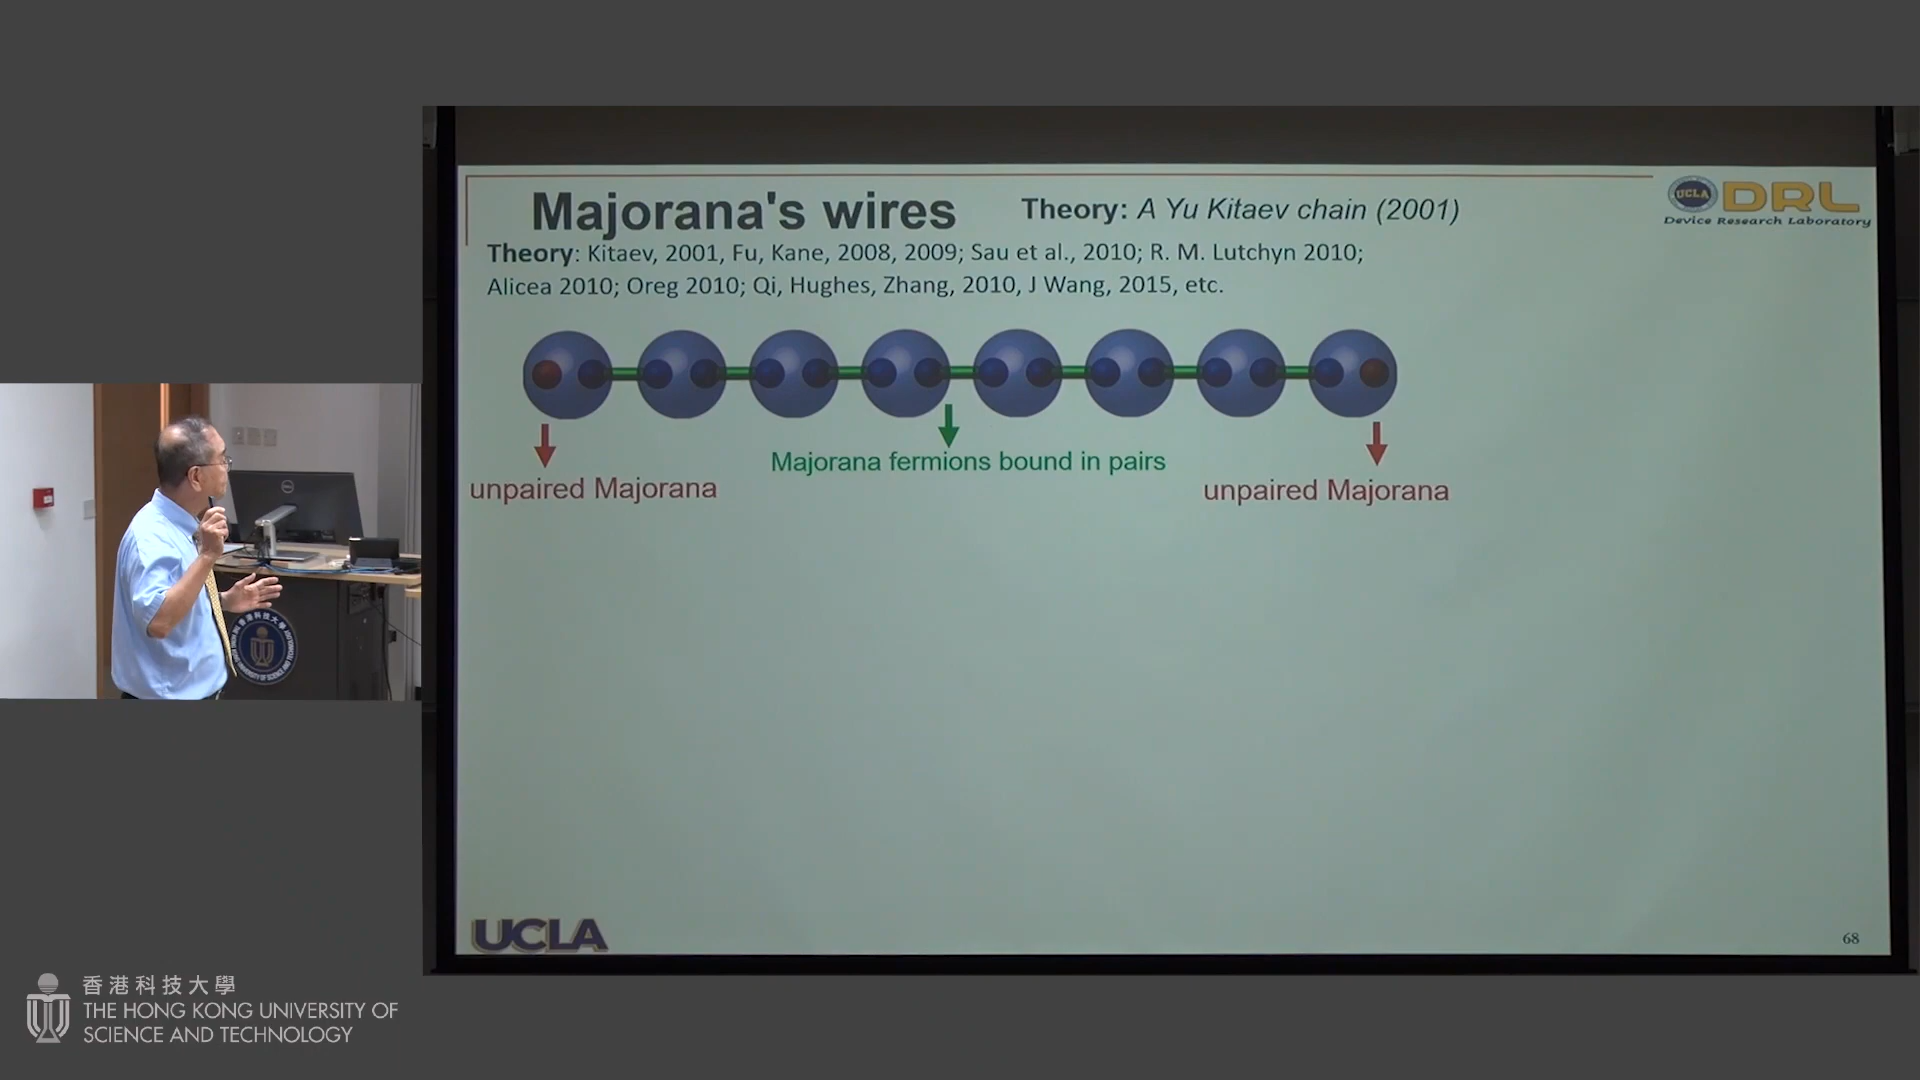 Majorana's wires
Theory: A Yu Kitaev chain (2001)
UCLA DRL
Device Research Laboratory
Theory: Kitaev, 2001, Fu, Kane, 2008, 2009; Sau et al., 2010; R. M. Lutchyn 2010;
Alicea 2010; Oreg 2010; Qi, Hughes, Zhang, 2010, J Wang, 2015, etc.
Majorana fermions bound in pairs
unpaired Majorana
unpaired Majorana
UCLA
68
DELL
香港科技大學
THE HONG KONG UNIVERSITY OF
SCIENCE AND TECHNOLOGY